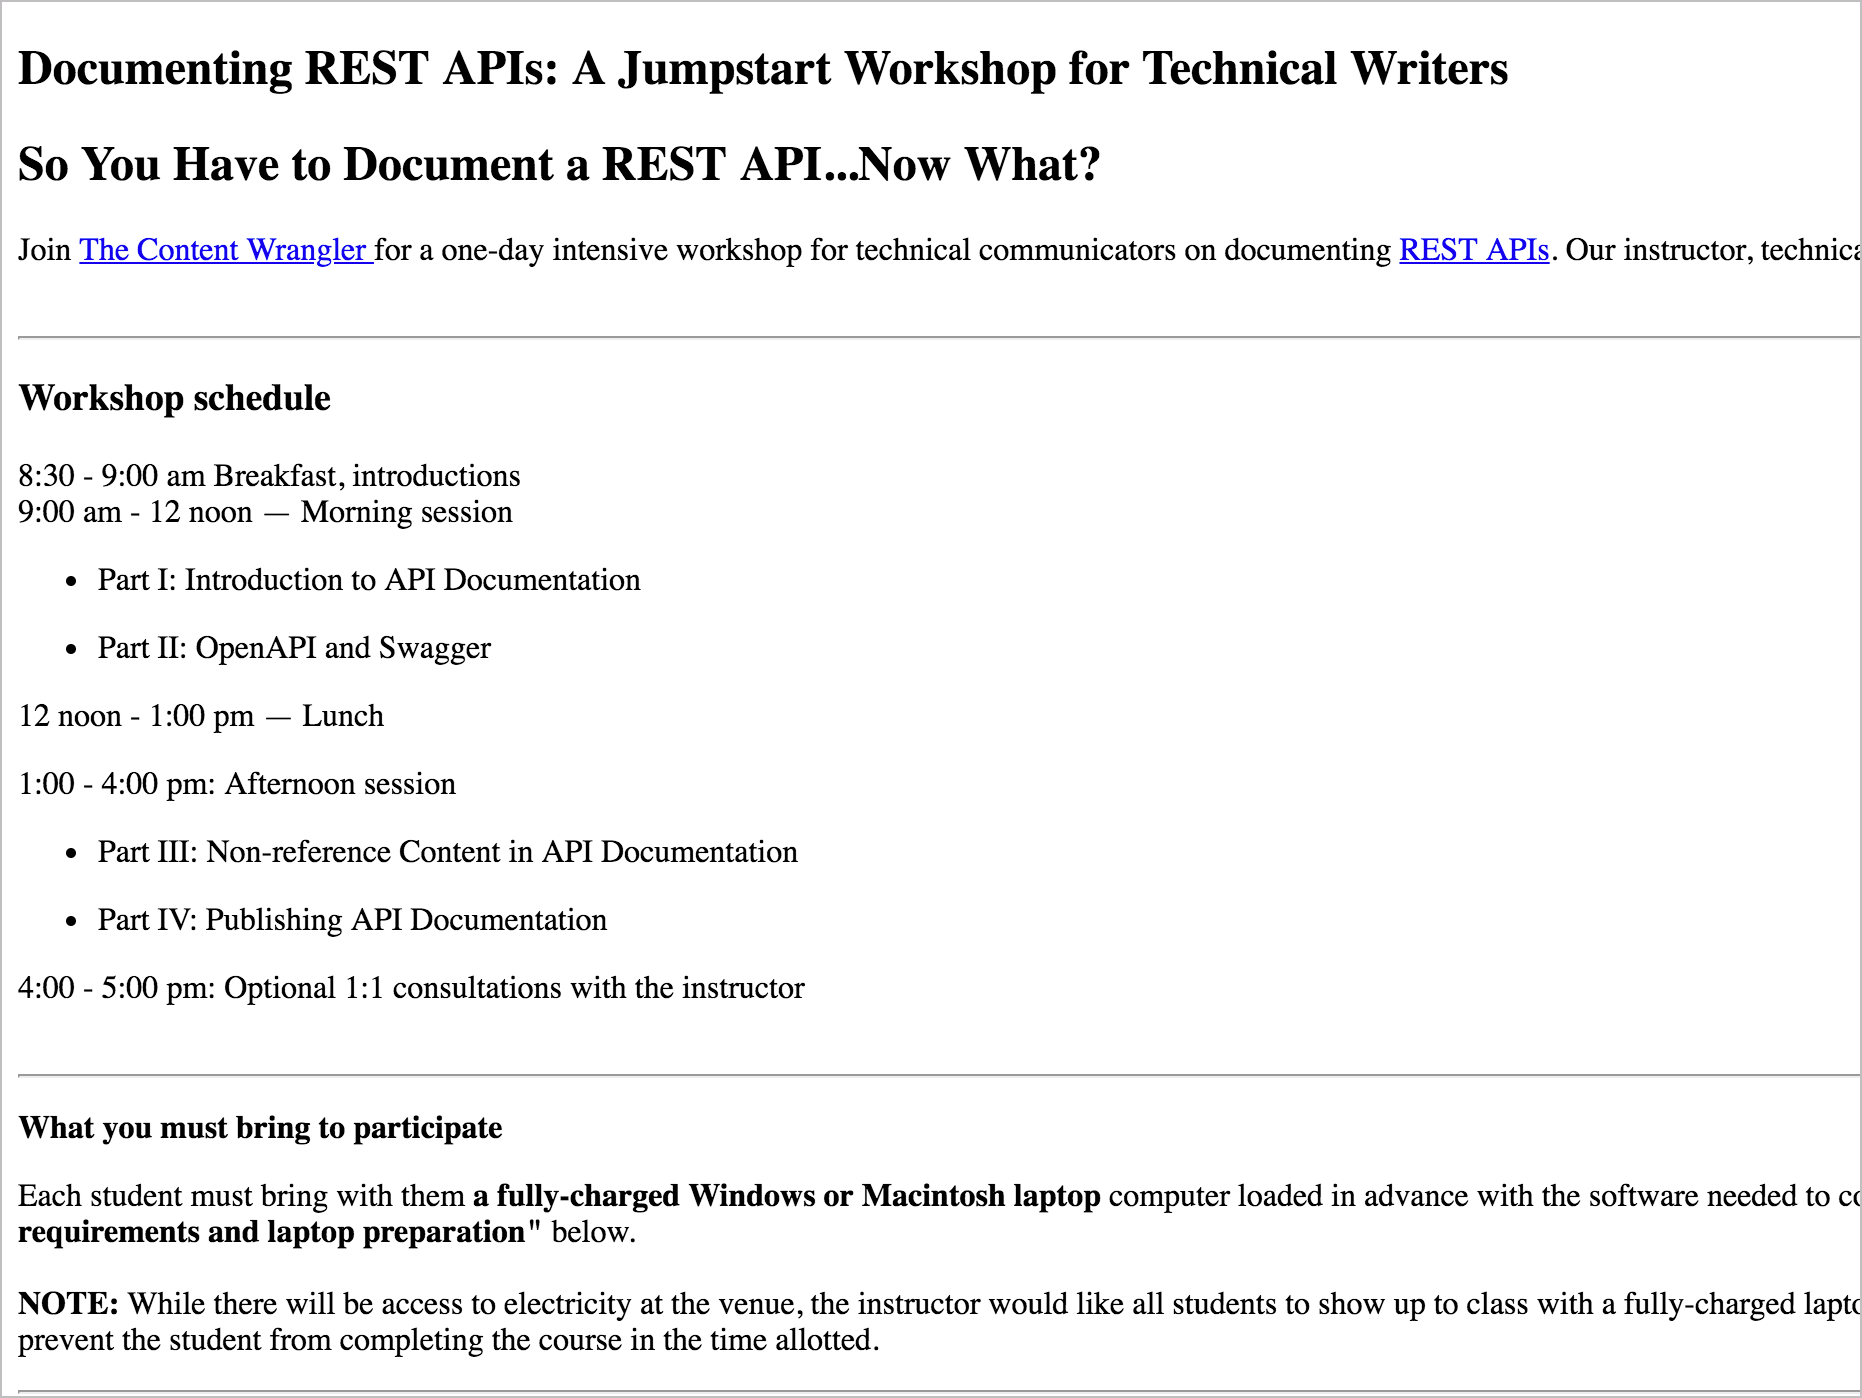 Documenting REST APIs: A Jumpstart Workshop for Technical Writers
So You Have to Document a REST API...Now What?
Join The Content Wrangler for a one-day intensive workshop for technical communicators on documenting REST APIs. Our instructor, technica
Workshop schedule
8:30 - 9:00 am Breakfast, introductions
9:00 am - 12 noon — Morning session
• Part I: Introduction to API Documentation
• Part II: OpenAPI and Swagger
12 noon - 1:00 pm — Lunch
1:00 - 4:00 pm: Afternoon session
• Part III: Non-reference Content in API Documentation
• Part IV: Publishing API Documentation
4:00 - 5:00 pm: Optional 1:1 consultations with the instructor
What you must bring to participate
Each student must bring with them a fully-charged Windows or Macintosh laptop computer loaded in advance with the software needed to co
requirements and laptop preparation" below.
NOTE: While there will be access to electricity at the venue, the instructor would like all students to show up to class with a fully-charged lapto
prevent the student from completing the course in the time allotted.